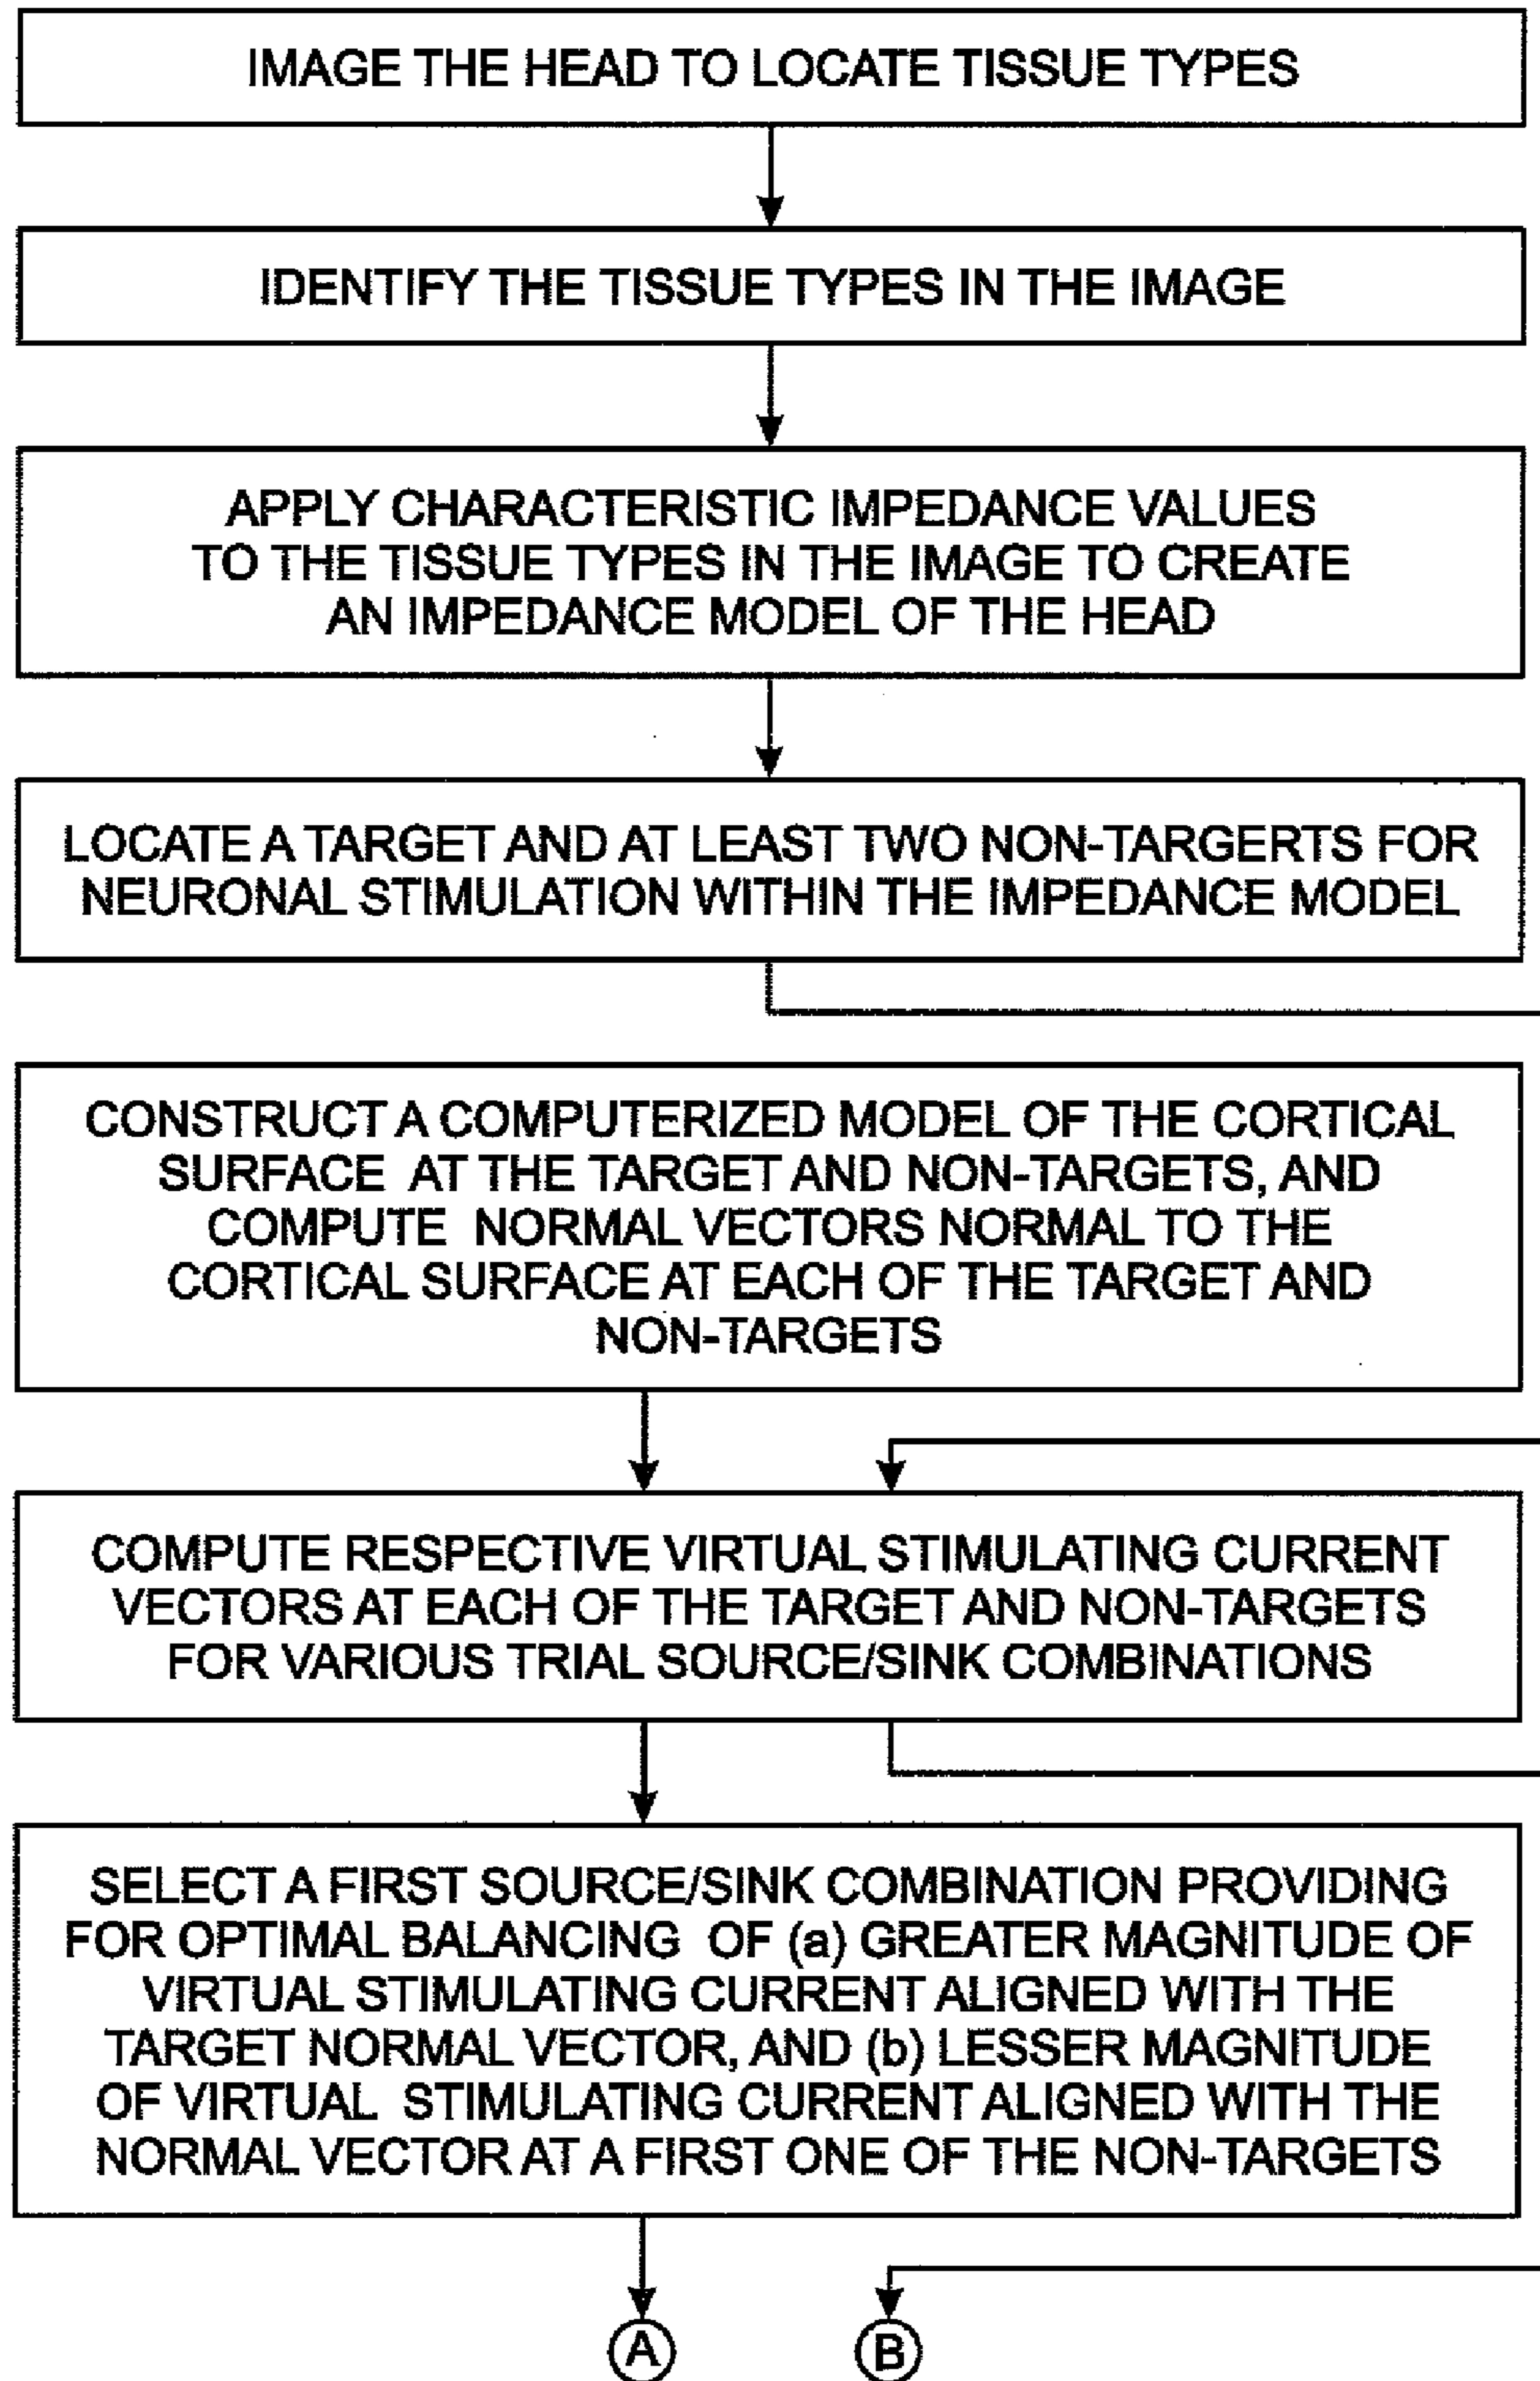 IMAGE THE HEAD TO LOCATE TISSUE TYPES
IDENTIFY THE TISSUE TYPES IN THE IMAGE
APPLY CHARACTERISTIC IMPEDANCE VALUES
TO THE TISSUE TYPES IN THE IMAGE TO CREATE
AN IMPEDANCE MODEL OF THE HEAD
LOCATE A TARGET AND AT LEAST TWO NON-TARGERTS FOR
NEURONAL STIMULATION WITHIN THE IMPEDANCE MODEL
CONSTRUCT A COMPUTERIZED MODEL OF THE CORTICAL
SURFACE AT THE TARGET AND NON-TARGETS, AND
COMPUTE NORMAL VECTORS NORMAL TO THE
CORTICAL SURFACE AT EACH OF THE TARGET AND
NON-TARGETS
COMPUTE RESPECTIVE VIRTUAL STIMULATING CURRENT
VECTORS AT EACH OF THE TARGET AND NON-TARGETS
FOR VARIOUS TRIAL SOURCE/SINK COMBINATIONS
SELECT A FIRST SOURCE/SINK COMBINATION PROVIDING
FOR OPTIMAL BALANCING OF (a) GREATER MAGNITUDE OF
VIRTUAL STIMULATING CURRENT ALIGNED WITH THE
TARGET NORMAL VECTOR, AND (b) LESSER MAGNITUDE
OF VIRTUAL STIMULATING CURRENT ALIGNED WITH THE
NORMAL VECTOR AT A FIRST ONE OF THE NON-TARGETS
A B